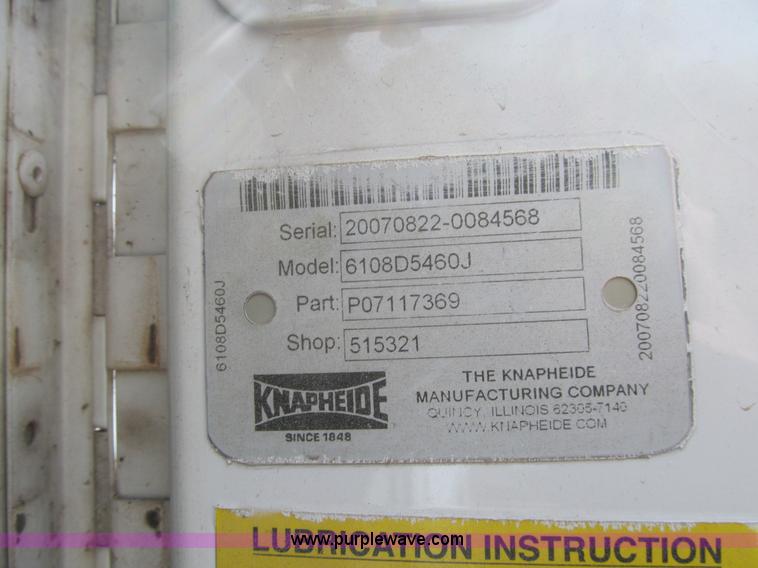 Serial: 20070822-0084568
Model: 6108D5460J
Part: P07117369
Shop: 515321
6108D5460J
20070822-0084568
KNAPHEIDE
SINCE 1848
THE KNAPHEIDE
MANUFACTURING COMPANY
QUINCY, ILLINOIS 62305-7140
WWW.KNAPHEIDE.COM
LUBRICATION INSTRUCTION
www.purplewave.com